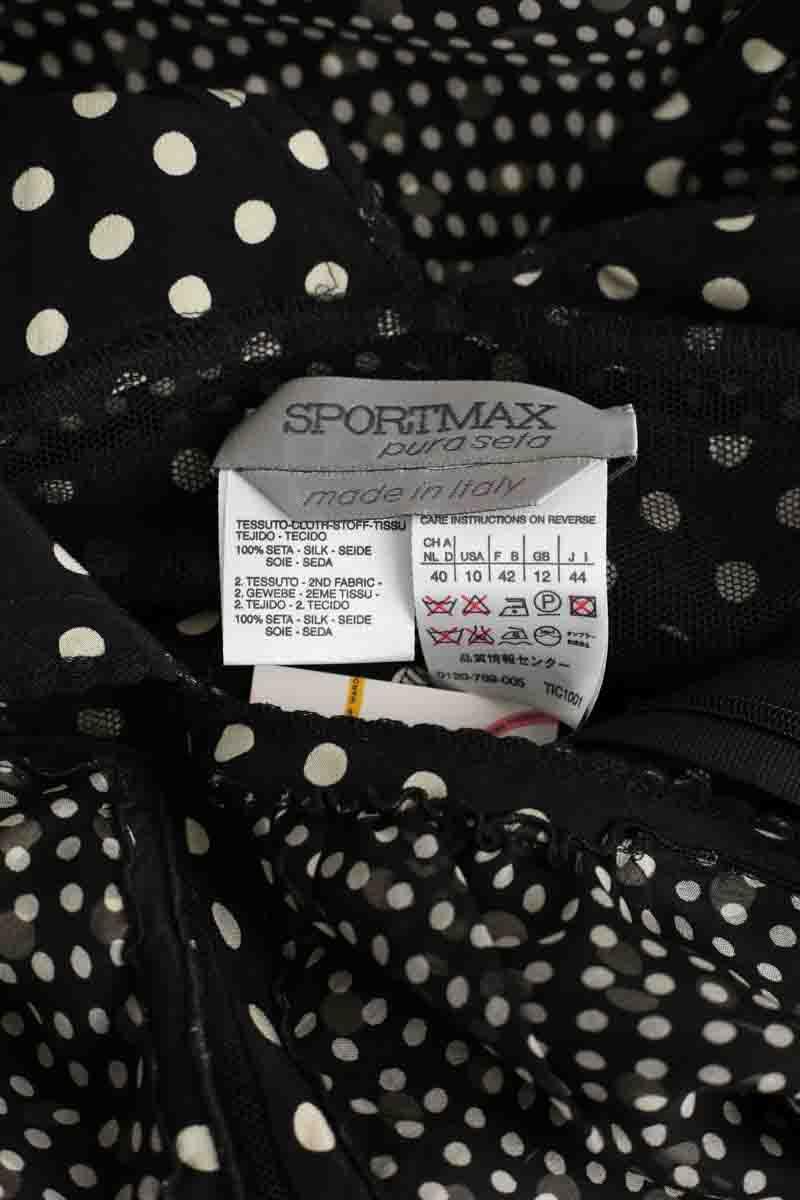 SPORTMAX
pura seta
made in Italy
TESSUTO-CLOTH-STOFF-TISSU
TEJIDO - TECIDO
100% SETA - SILK - SEIDE
SOIE - SEDA
2. TESSUTO - 2ND FABRIC -
2. GEWEBE - 2EME TISSU -
2. TEJIDO - 2. TECIDO
100% SETA - SILK - SEIDE
SOIE - SEDA
CARE INSTRUCTIONS ON REVERSE
CH A
NL D USA F B GB J I
40 10 42 12 44
P
品質情報センター
0120-769-005 TIC1001